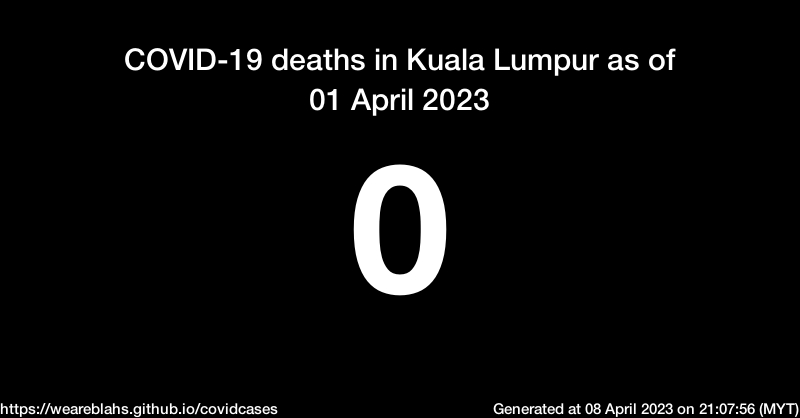 COVID-19 deaths in Kuala Lumpur as of
01 April 2023
0
https://weareblahs.github.io/covidcases
Generated at 08 April 2023 on 21:07:56 (MYT)